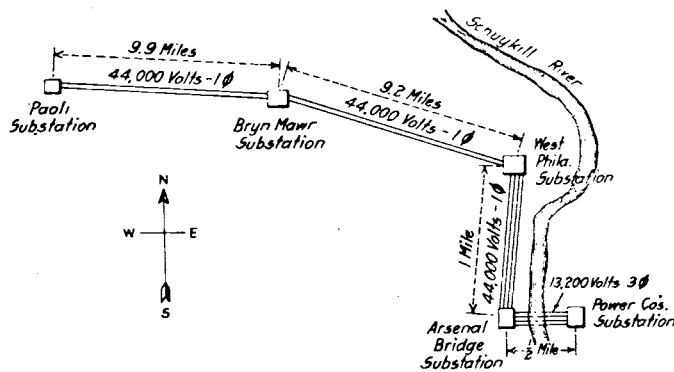 Schuylkill
River
9.9 Miles
44,000 Volts-1ϕ
9.2 Miles
44,000 Volts-1ϕ
Paoli
Substation
Bryn Mawr
Substation
West
Phila.
Substation
N
W
E
S
1 Mile
44,000 Volts-1ϕ
13,200 Volts 3ϕ
Power Co's.
Substation
Arsenal
Bridge
Substation
1/2 Mile